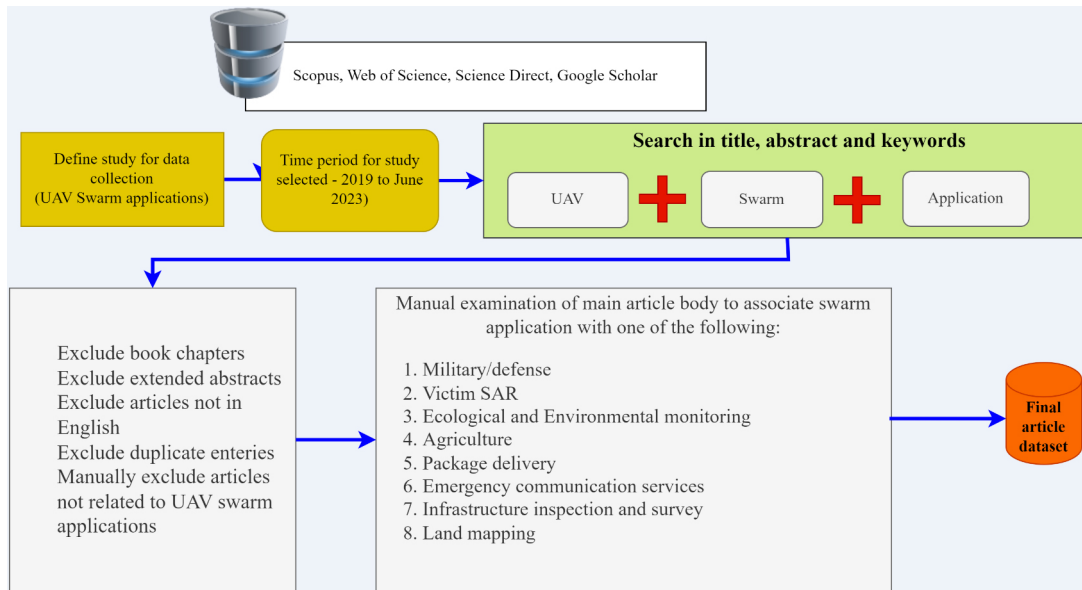 Scopus, Web of Science, Science Direct, Google Scholar
Define study for data
collection
(UAV Swarm applications)
Time period for study
selected - 2019 to June
2023)
Search in title, abstract and keywords
UAV
Swarm
Application
Exclude book chapters
Exclude extended abstracts
Exclude articles not in
English
Exclude duplicate enteries
Manually exclude articles
not related to UAV swarm
applications
Manual examination of main article body to associate swarm
application with one of the following:
1. Military/defense
2. Victim SAR
3. Ecological and Environmental monitoring
4. Agriculture
5. Package delivery
6. Emergency communication services
7. Infrastructure inspection and survey
8. Land mapping
Final
article
dataset